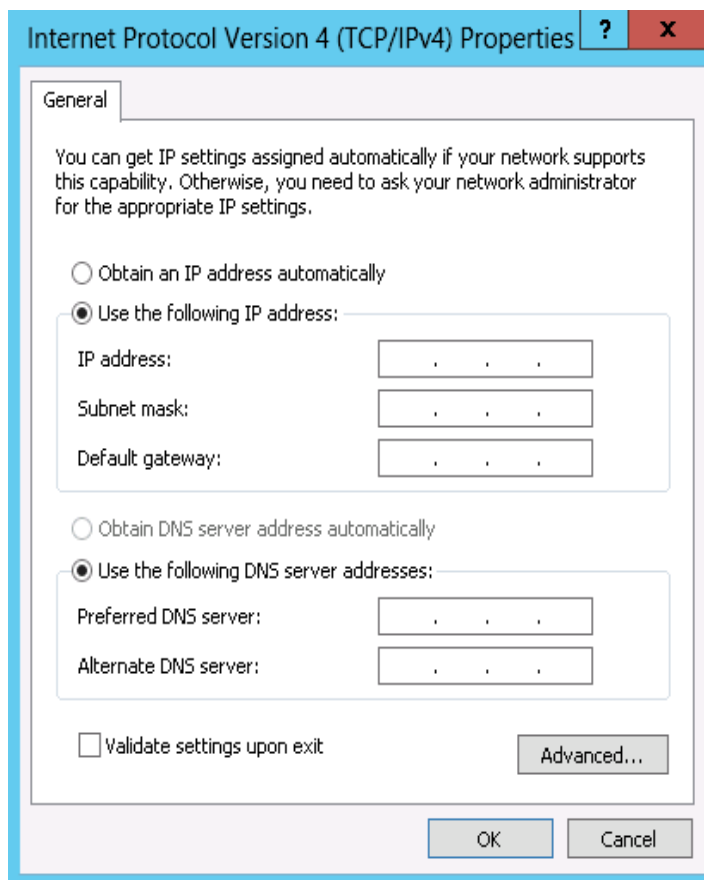 Internet Protocol Version 4 (TCP/IPv4) Properties ? x
General
You can get IP settings assigned automatically if your network supports
this capability. Otherwise, you need to ask your network administrator
for the appropriate IP settings.
Obtain an IP address automatically
Use the following IP address:
IP address: . . .
Subnet mask: . . .
Default gateway: . . .
Obtain DNS server address automatically
Use the following DNS server addresses:
Preferred DNS server: . . .
Alternate DNS server: . . .
Validate settings upon exit
Advanced...
OK Cancel